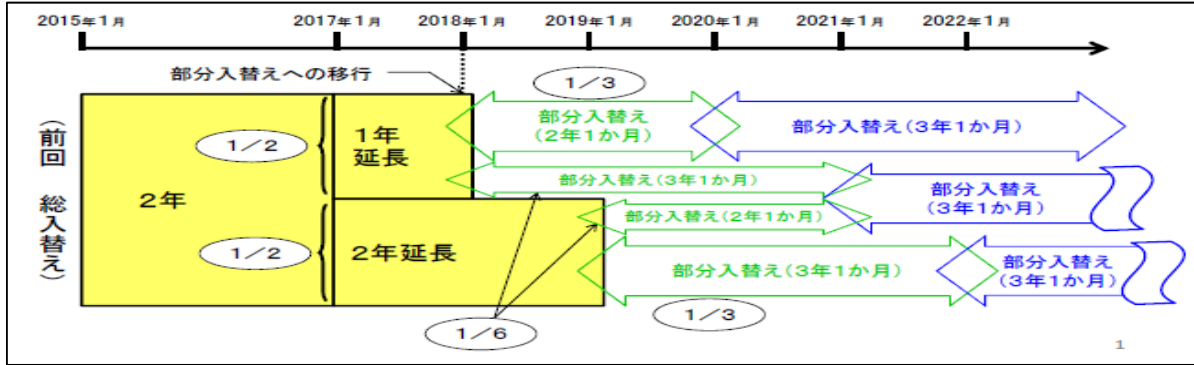 2015年1月 2017年1月 2018年1月 2019年1月 2020年1月 2021年1月 2022年1月
部分入替えへの移行
1/3
(前回 総入替え)
2年
1/2
1年
延長
部分入替え
(2年1か月)
部分入替え(3年1か月)
部分入替え(3年1か月)
部分入替え
(3年1か月)
1/2
2年延長
部分入替え(2年1か月)
部分入替え(3年1か月)
部分入替え
(3年1か月)
1/6
1/3
1